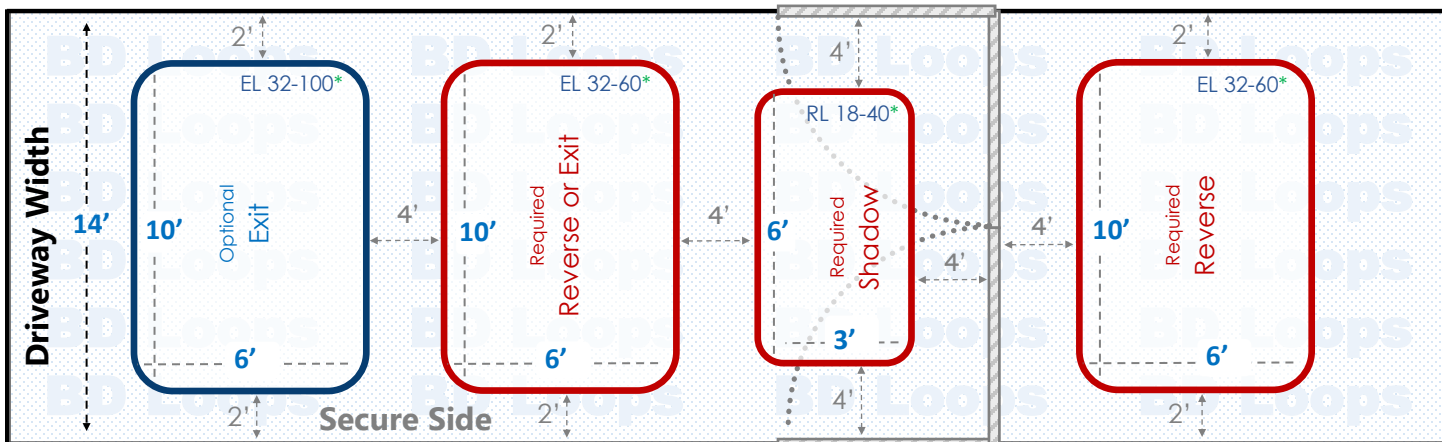 2'
2'
4'
2'
EL 32-100*
EL 32-60*
RL 18-40*
EL 32-60*
Driveway Width
14'
10'
Optional
Exit
6'
4'
10'
Required
Reverse or Exit
6'
4'
6'
Required
Shadow
3'
4'
4'
10'
Required
Reverse
6'
2'
Secure Side
2'
4'
2'
BD Loops